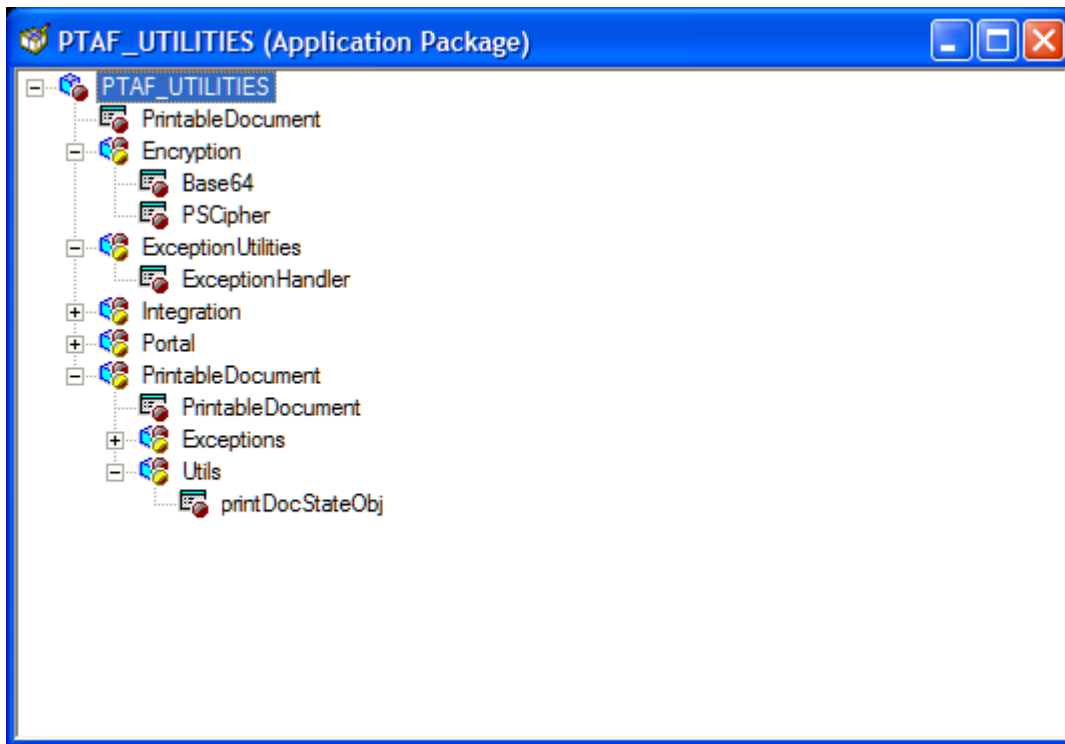 PTAF_UTILITIES (Application Package)
PTAF_UTILITIES
PrintableDocument
Encryption
Base64
PSCipher
ExceptionUtilities
ExceptionHandler
Integration
Portal
PrintableDocument
PrintableDocument
Exceptions
Utils
printDocStateObj